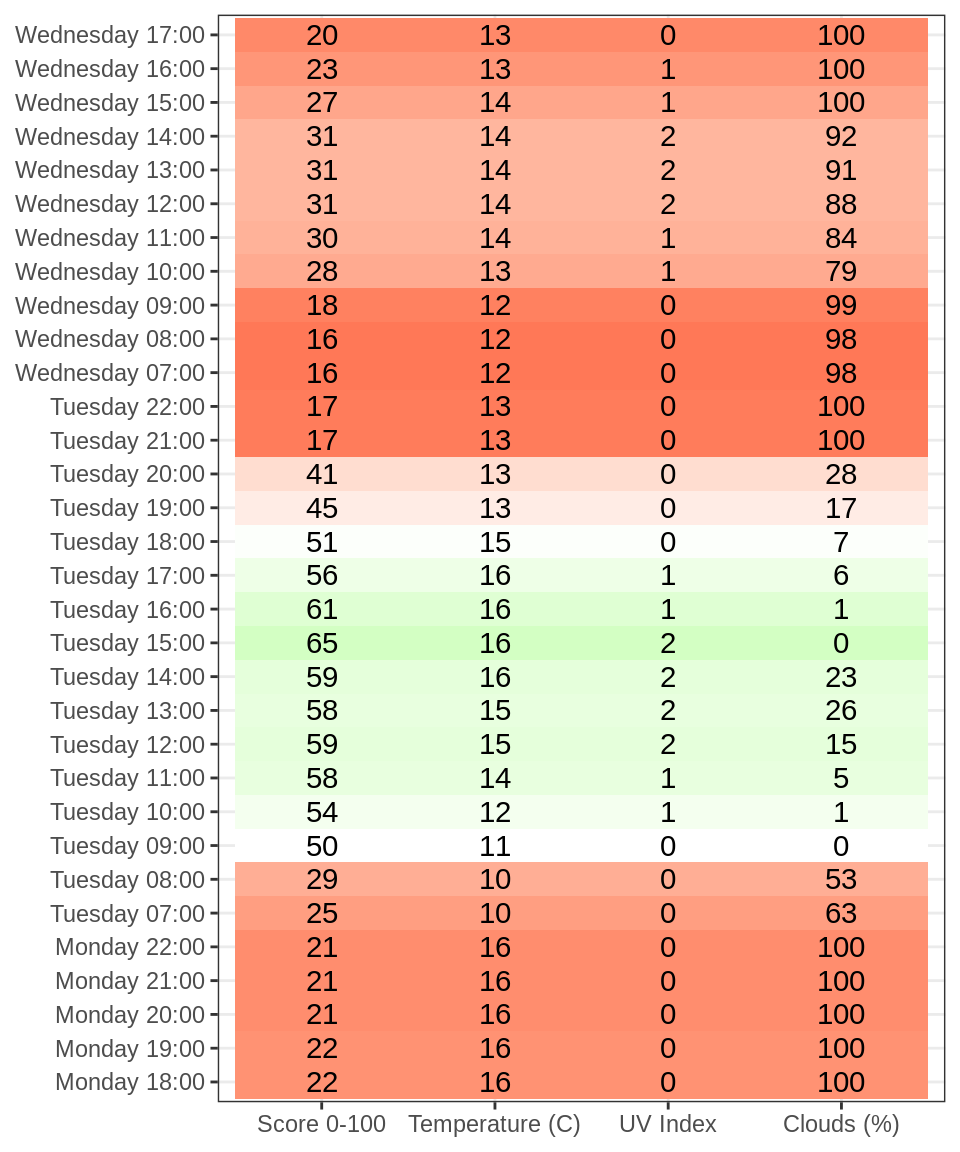 Wednesday 17:00 20 13 0 100
Wednesday 16:00 23 13 1 100
Wednesday 15:00 27 14 1 100
Wednesday 14:00 31 14 2 92
Wednesday 13:00 31 14 2 91
Wednesday 12:00 31 14 2 88
Wednesday 11:00 30 14 1 84
Wednesday 10:00 28 13 1 79
Wednesday 09:00 18 12 0 99
Wednesday 08:00 16 12 0 98
Wednesday 07:00 16 12 0 98
Tuesday 22:00 17 13 0 100
Tuesday 21:00 17 13 0 100
Tuesday 20:00 41 13 0 28
Tuesday 19:00 45 13 0 17
Tuesday 18:00 51 15 0 7
Tuesday 17:00 56 16 1 6
Tuesday 16:00 61 16 1 1
Tuesday 15:00 65 16 2 0
Tuesday 14:00 59 16 2 23
Tuesday 13:00 58 15 2 26
Tuesday 12:00 59 15 2 15
Tuesday 11:00 58 14 1 5
Tuesday 10:00 54 12 1 1
Tuesday 09:00 50 11 0 0
Tuesday 08:00 29 10 0 53
Tuesday 07:00 25 10 0 63
Monday 22:00 21 16 0 100
Monday 21:00 21 16 0 100
Monday 20:00 21 16 0 100
Monday 19:00 22 16 0 100
Monday 18:00 22 16 0 100
Score 0-100 Temperature (C) UV Index Clouds (%)